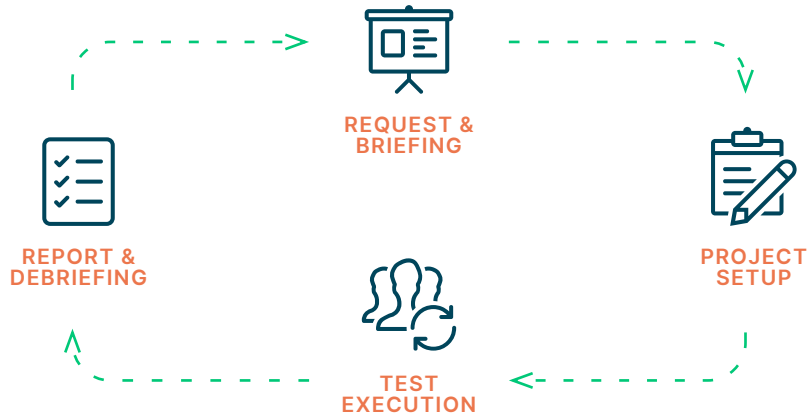 REQUEST &
BRIEFING
PROJECT
SETUP
TEST
EXECUTION
REPORT &
DEBRIEFING